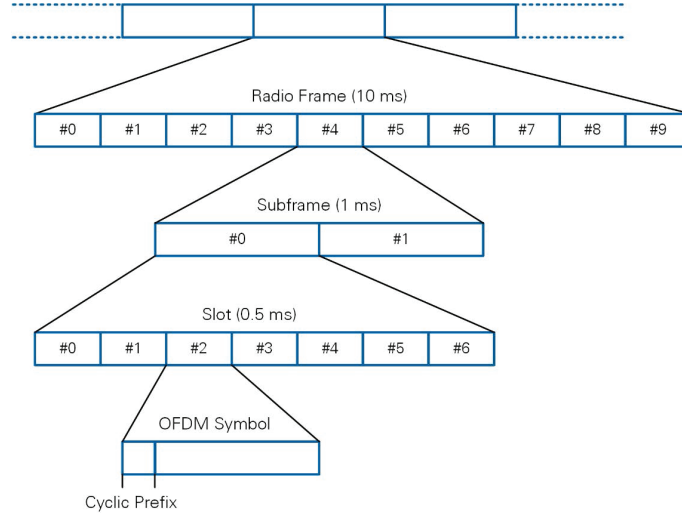 Radio Frame (10 ms)
#0 #1 #2 #3 #4 #5 #6 #7 #8 #9
Subframe (1 ms)
#0 #1
Slot (0.5 ms)
#0 #1 #2 #3 #4 #5 #6
OFDM Symbol
Cyclic Prefix